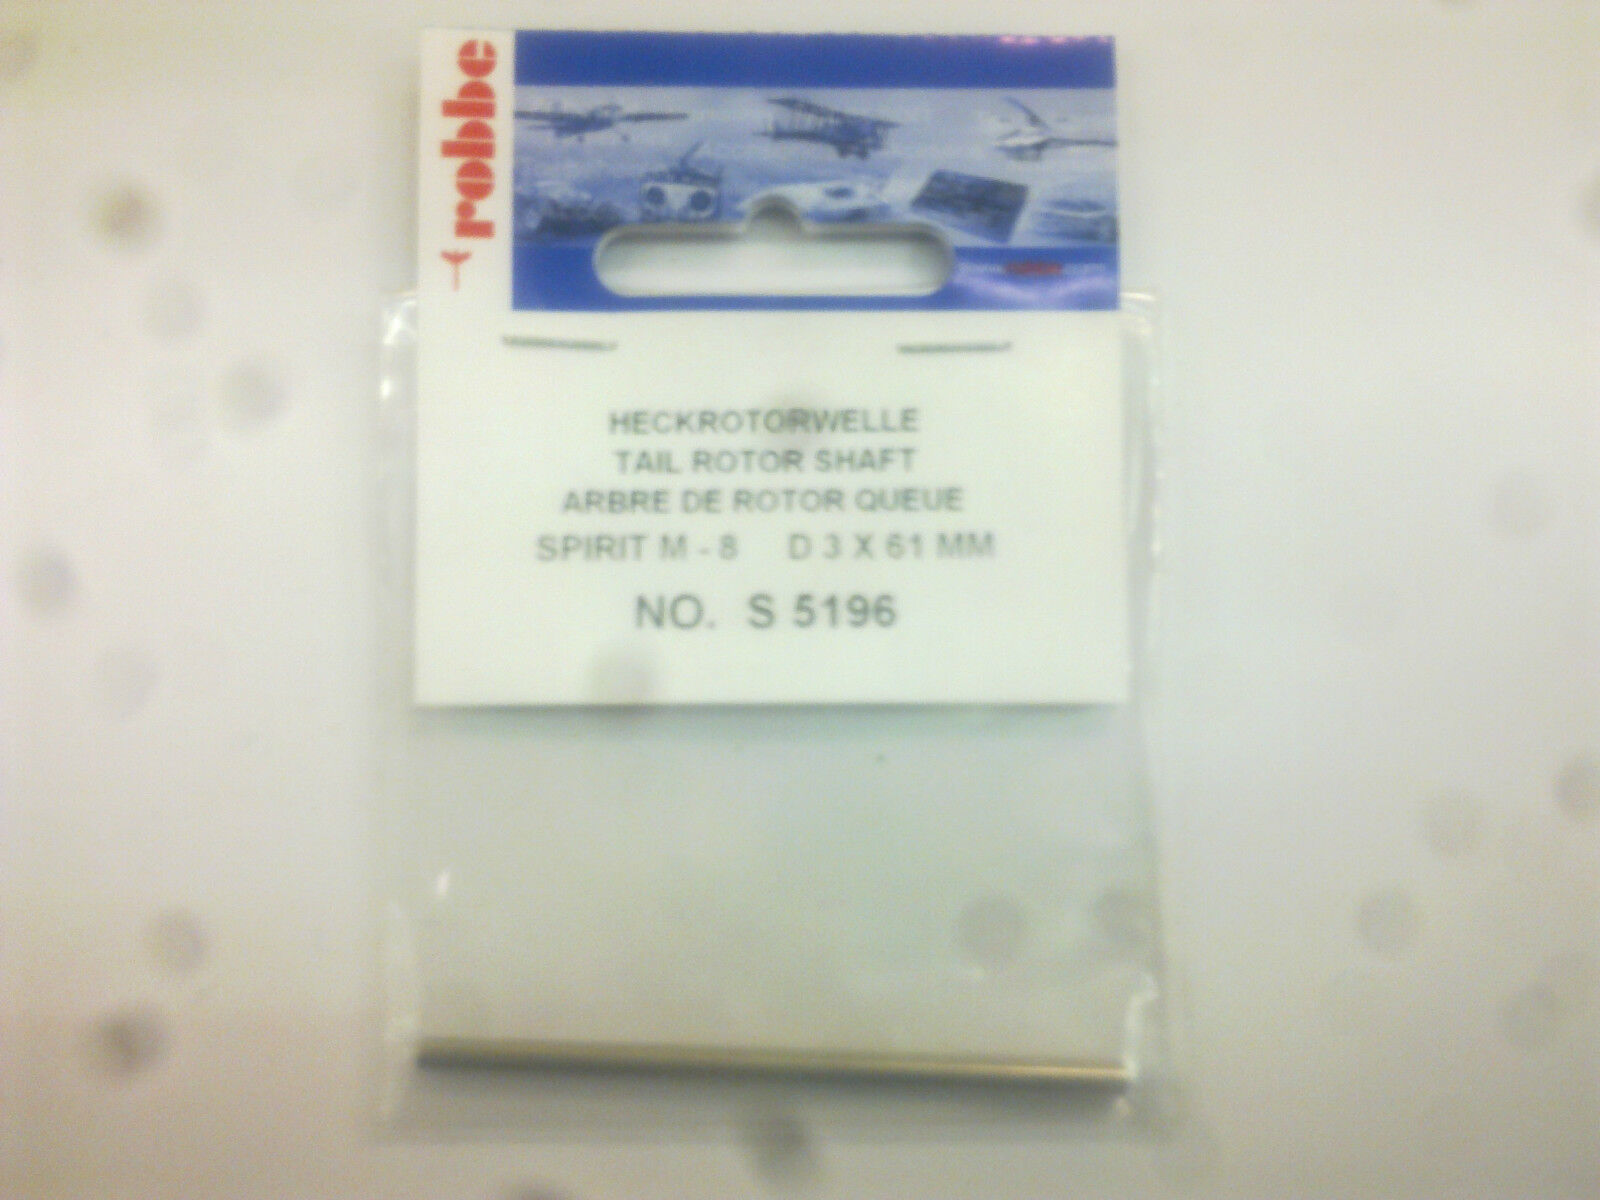 robbe
HECKROTORWELLE
TAIL ROTOR SHAFT
ARBRE DE ROTOR QUEUE
SPIRIT M - 8 D 3 X 61 MM
NO. S 5196